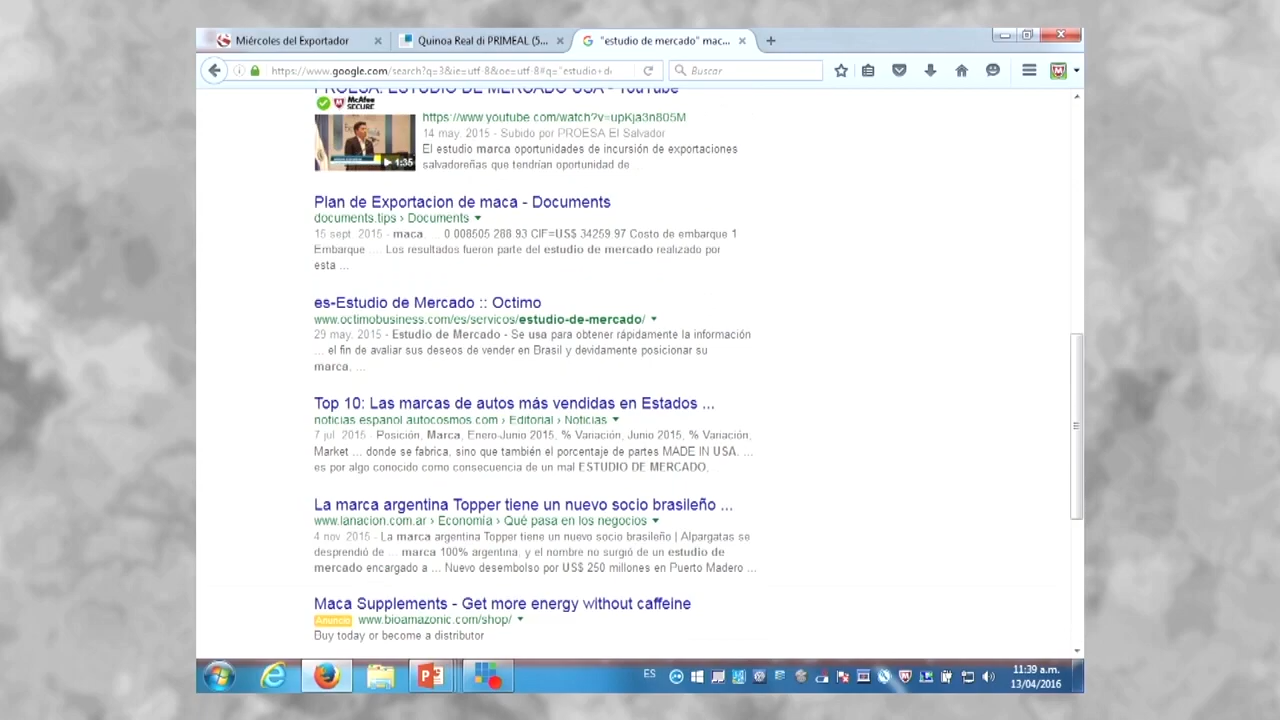 Miércoles del Exportador
Quinoa Real di PRIMEAL (5...
"estudio de mercado" mac...
https://www.google.com/search?q=3&ie=utf-8&oe=utf-8#q="estudio+d
Buscar
PROESA: ESTUDIO DE MERCADO USA - YouTube
McAfee
SECURE
https://www.youtube.com/watch?v=upKja3n805M
14 may. 2015 - Subido por PROESA El Salvador
El estudio marca oportunidades de incursión de exportaciones
salvadoreñas que tendrían oportunidad de
1:35
Plan de Exportacion de maca - Documents
documents.tips › Documents
15 sept. 2015 - maca. ... 0 008505 288 93 CIF=US$ 34259 97 Costo de embarque 1
Embarque .... Los resultados fueron parte del estudio de mercado realizado por
esta ...
es-Estudio de Mercado :: Octimo
www.octimobusiness.com/es/servicos/estudio-de-mercado/
29 may. 2015 - Estudio de Mercado - Se usa para obtener rápidamente la información
... el fin de avaliar sus deseos de vender en Brasil y devidamente posicionar su
marca. ...
Top 10: Las marcas de autos más vendidas en Estados ...
noticias espanol autocosmos com › Editorial › Noticias
7 jul. 2015 - Posición, Marca, Enero-Junio 2015, % Variación, Junio 2015, % Variación,
Market ... donde se fabrica, sino que también el porcentaje de partes MADE IN USA. ...
es por algo conocido como consecuencia de un mal ESTUDIO DE MERCADO,
La marca argentina Topper tiene un nuevo socio brasileño ...
www.lanacion.com.ar › Economía › Qué pasa en los negocios
4 nov. 2015 - La marca argentina Topper tiene un nuevo socio brasileño | Alpargatas se
desprendió de ... marca 100% argentina. y el nombre no surgió de un estudio de
mercado encargado a ... Nuevo desembolso por US$ 250 millones en Puerto Madero ...
Maca Supplements - Get more energy without caffeine
Anuncio www.bioamazonic.com/shop/
Buy today or become a distributor
ES
11:39 a.m.
13/04/2016